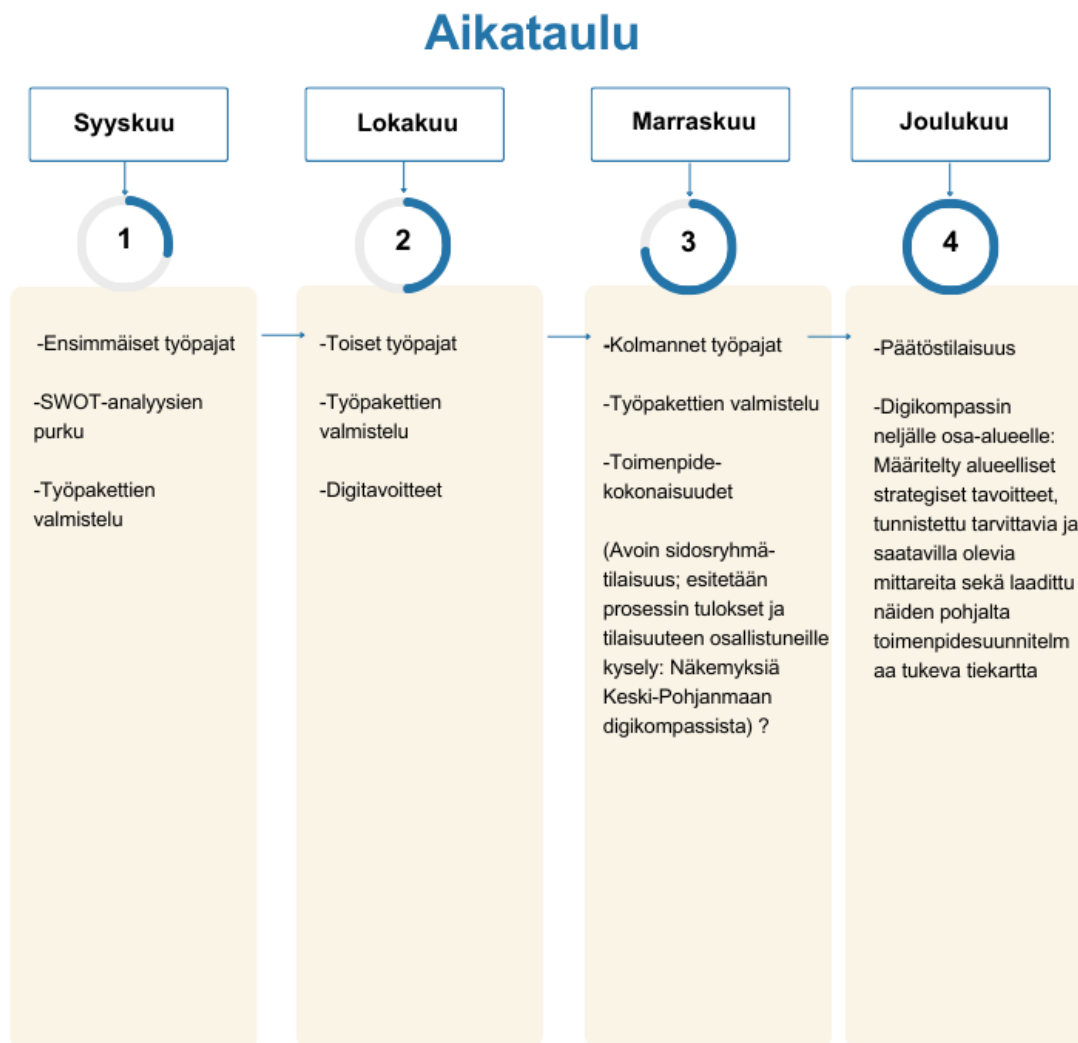 Aikataulu
Syyskuu
1
-Ensimmäiset työpajat
-SWOT-analyysien
purku
-Työpakettien
valmistelu
Lokakuu
2
-Toiset työpajat
-Työpakettien
valmistelu
-Digitavoitteet
Marraskuu
3
-Kolmannet työpajat
-Työpakettien valmistelu
-Toimenpide-
kokonaisuudet
(Avoin sidosryhmä-
tilaisuus; esitetään
prosessin tulokset ja
tilaisuuteen osallistuneille
kysely: Näkemyksiä
Keski-Pohjanmaan
digikompassista) ?
Joulukuu
4
-Päätöstilaisuus
-Digikompassin
neljälle osa-alueelle:
Määritelty alueelliset
strategiset tavoitteet,
tunnistettu tarvittavia ja
saatavilla olevia
mittareita sekä laadittu
näiden pohjalta
toimenpidesuunnitelm
aa tukeva tiekartta